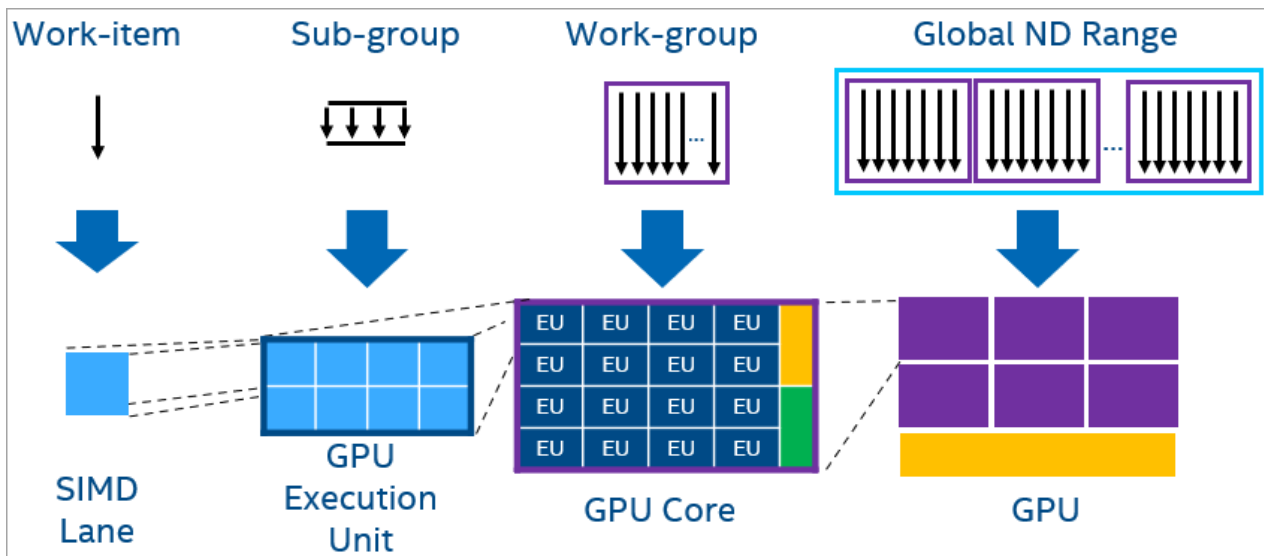 Work-item Sub-group Work-group Global ND Range
... ...
EU EU EU EU
EU EU EU EU
EU EU EU EU
EU EU EU EU
SIMD
Lane
GPU
Execution
Unit
GPU Core
GPU